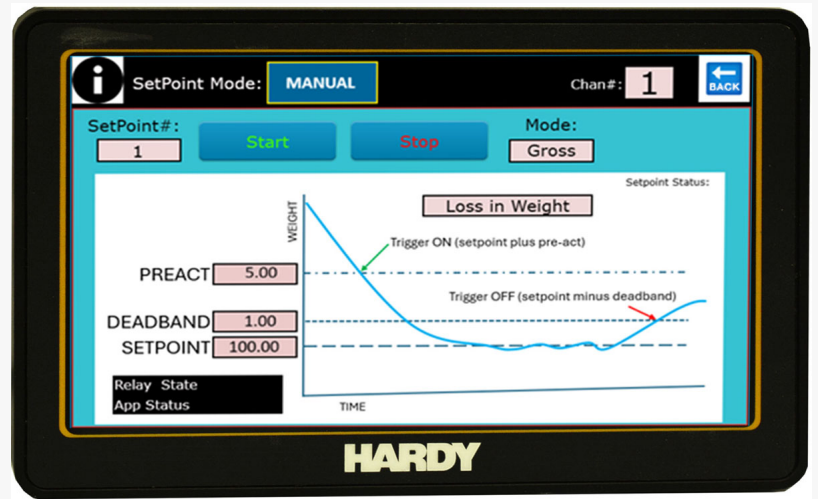 SetPoint Mode: MANUAL Chan#: 1 BACK
SetPoint#: Mode:
1 Start Stop Gross
Setpoint Status:
Loss in Weight
WEIGHT
Trigger ON (setpoint plus pre-act)
PREACT 5.00
Trigger OFF (setpoint minus deadband)
DEADBAND 1.00
SETPOINT 100.00
Relay State
App Status
TIME
HARDY